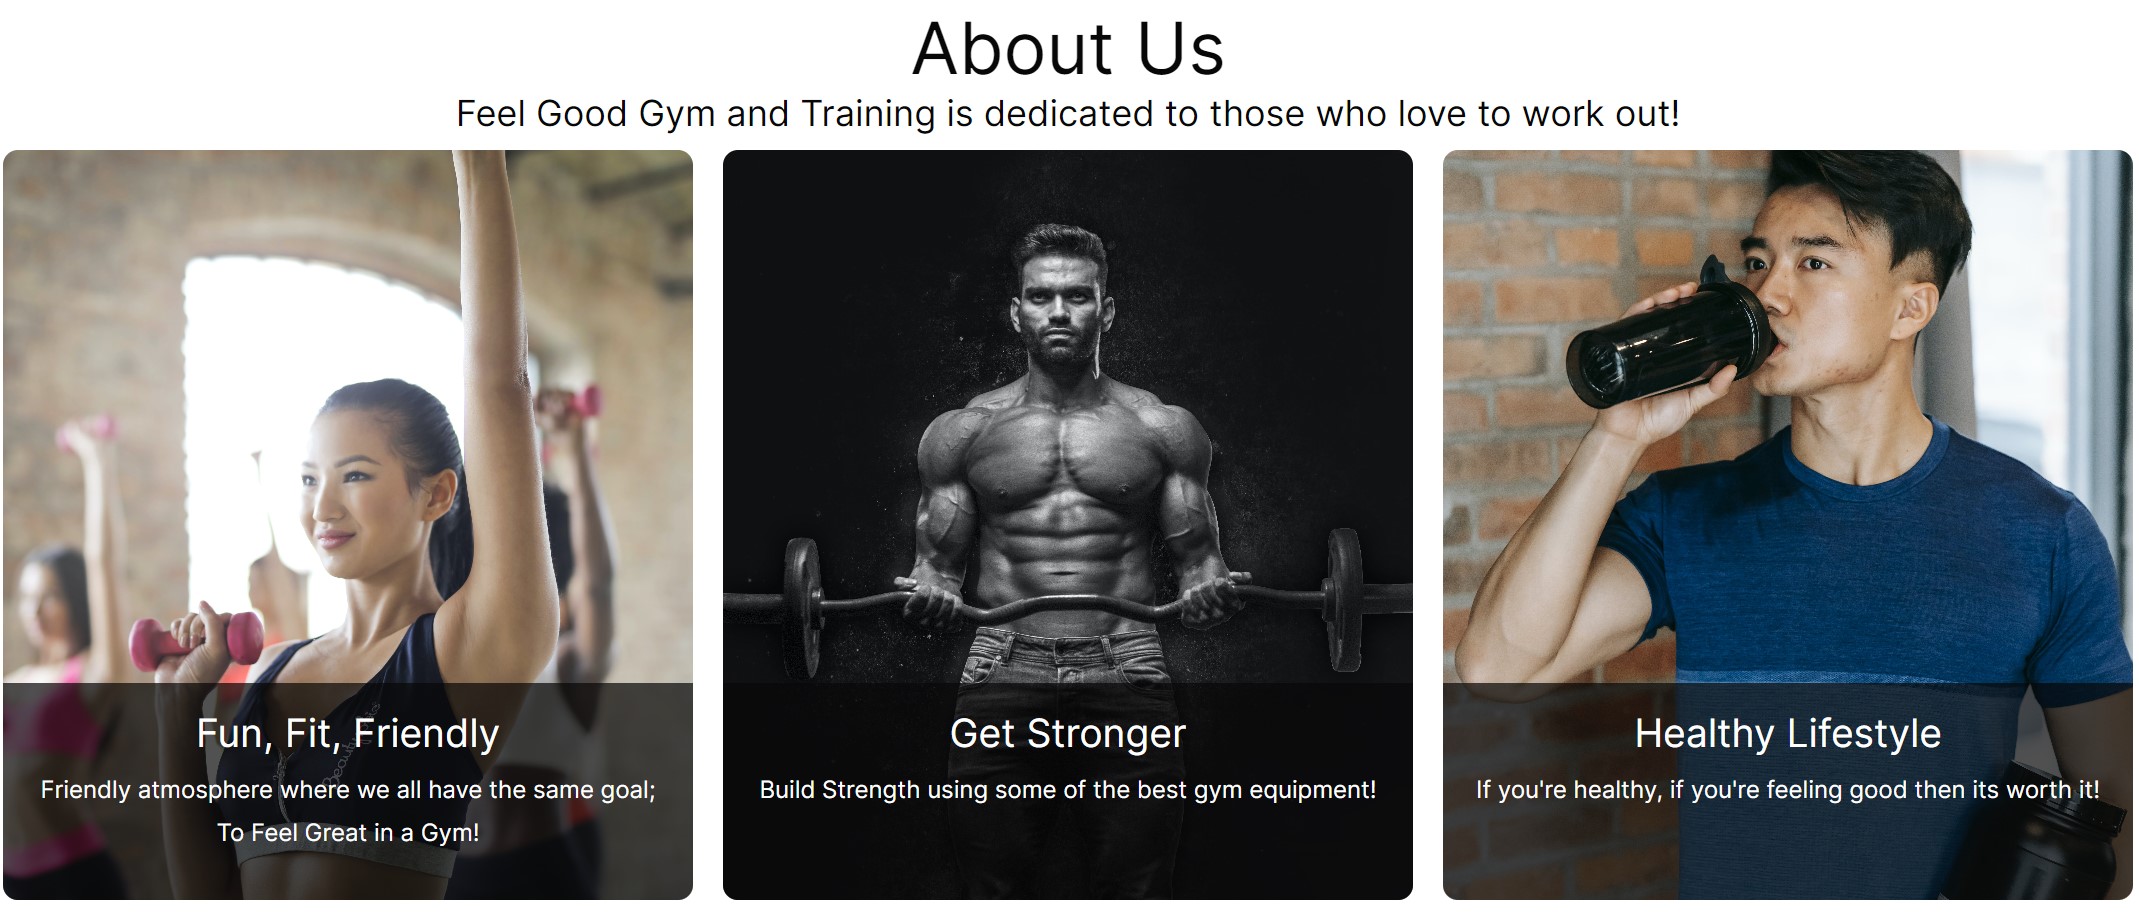 About Us
Feel Good Gym and Training is dedicated to those who love to work out!
Fun, Fit, Friendly
Friendly atmosphere where we all have the same goal;
To Feel Great in a Gym!
Get Stronger
Build Strength using some of the best gym equipment!
Healthy Lifestyle
If you're healthy, if you're feeling good then its worth it!